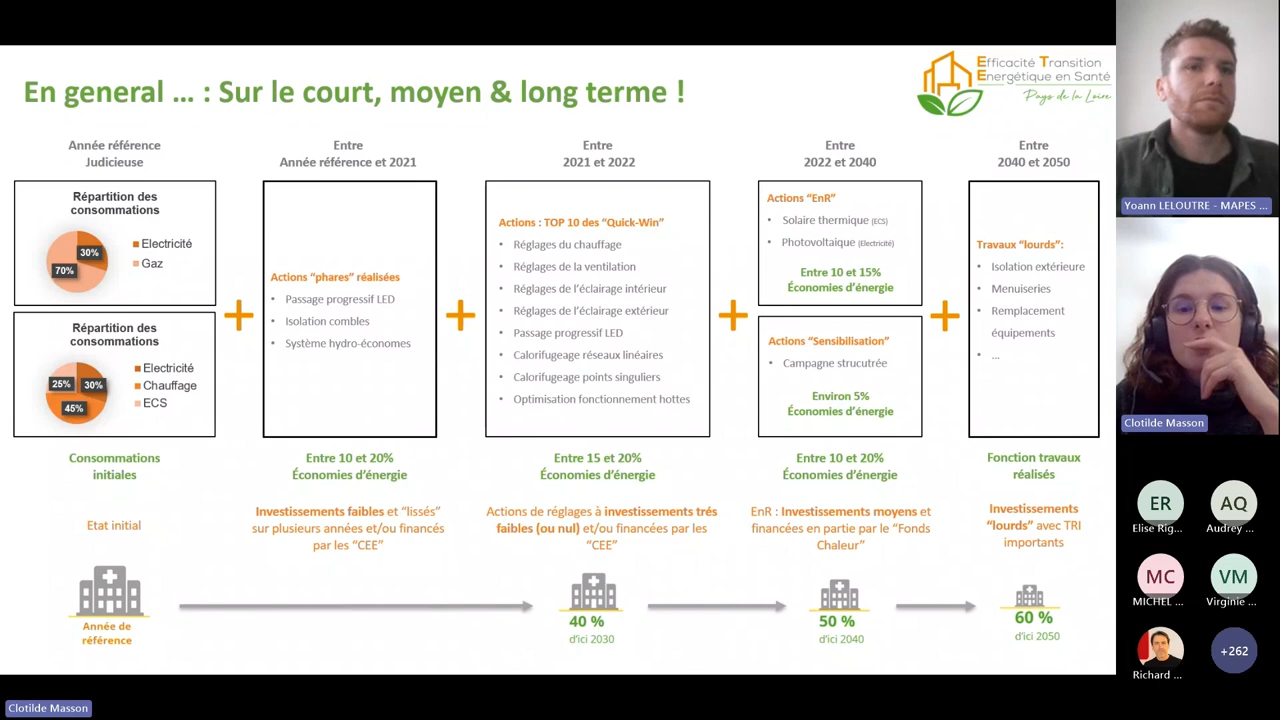 En general ... : Sur le court, moyen & long terme !
Efficacité Transition
Energétique en Santé
Pays de la Loire
Année référence
Judicieuse
Répartition des
consommations
30%
70%
Electricité
Gaz
Répartition des
consommations
25%
30%
45%
Electricité
Chauffage
ECS
Consommations
initiales
Etat initial
Année de
référence
Entre
Année référence et 2021
Actions “phares” réalisées
• Passage progressif LED
• Isolation combles
• Système hydro-économes
Entre 10 et 20%
Économies d’énergie
Investissements faibles et “lissés”
sur plusieurs années et/ou financés
par les “CEE”
Entre
2021 et 2022
Actions : TOP 10 des “Quick-Win”
• Réglages du chauffage
• Réglages de la ventilation
• Réglages de l’éclairage intérieur
• Réglages de l’éclairage extérieur
• Passage progressif LED
• Calorifugeage réseaux linéaires
• Calorifugeage points singuliers
• Optimisation fonctionnement hottes
Entre 15 et 20%
Économies d’énergie
Actions de réglages à investissements trés
faibles (ou nul) et/ou financées par les
“CEE”
40 %
d’ici 2030
Entre
2022 et 2040
Actions “EnR”
• Solaire thermique (ECS)
• Photovoltaique (Electricité)
Entre 10 et 15%
Économies d’énergie
Actions “Sensibilisation”
• Campagne strucutrée
Environ 5%
Économies d’énergie
Entre 10 et 20%
Économies d’énergie
EnR : Investissements moyens et
financées en partie par le “Fonds
Chaleur”
50 %
d’ici 2040
Entre
2040 et 2050
Travaux “lourds”:
• Isolation extérieure
• Menuiseries
• Remplacement
équipements
• ...
Fonction travaux
réalisés
Investissements
“lourds” avec TRI
importants
60 %
d’ici 2050
Yoann LELOUTRE - MAPES ...
Clotilde Masson
ER
Elise Rig...
AQ
Audrey ...
MC
MICHEL ...
VM
Virginie ...
Richard ...
+262
Clotilde Masson